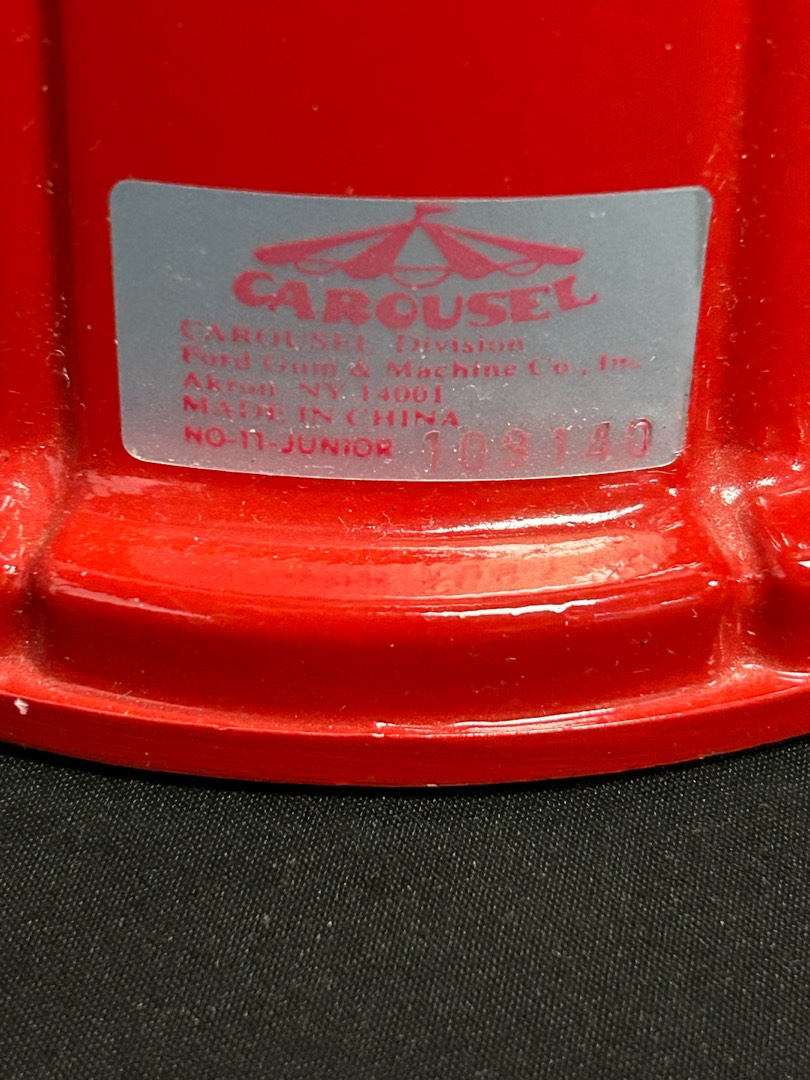 CAROUSEL
CAROUSEL Division
Ford Gum & Machine Co., Inc.
Akron, NY 14001
MADE IN CHINA
NO-11-JUNIOR 109140